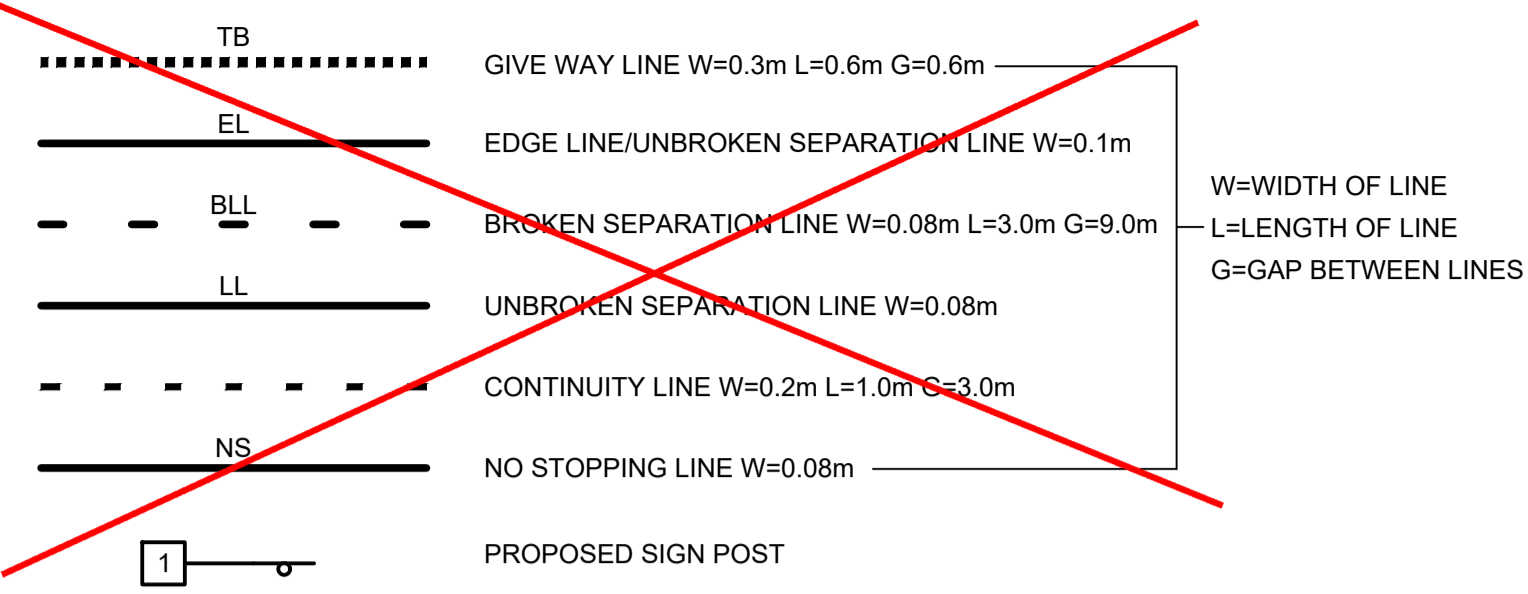 TB
GIVE WAY LINE W=0.3m L=0.6m G=0.6m
EL
EDGE LINE/UNBROKEN SEPARATION LINE W=0.1m
BLL
BROKEN SEPARATION LINE W=0.08m L=3.0m G=9.0m
LL
UNBROKEN SEPARATION LINE W=0.08m
CONTINUITY LINE W=0.2m L=1.0m G=3.0m
NS
NO STOPPING LINE W=0.08m
W=WIDTH OF LINE
L=LENGTH OF LINE
G=GAP BETWEEN LINES
1
PROPOSED SIGN POST